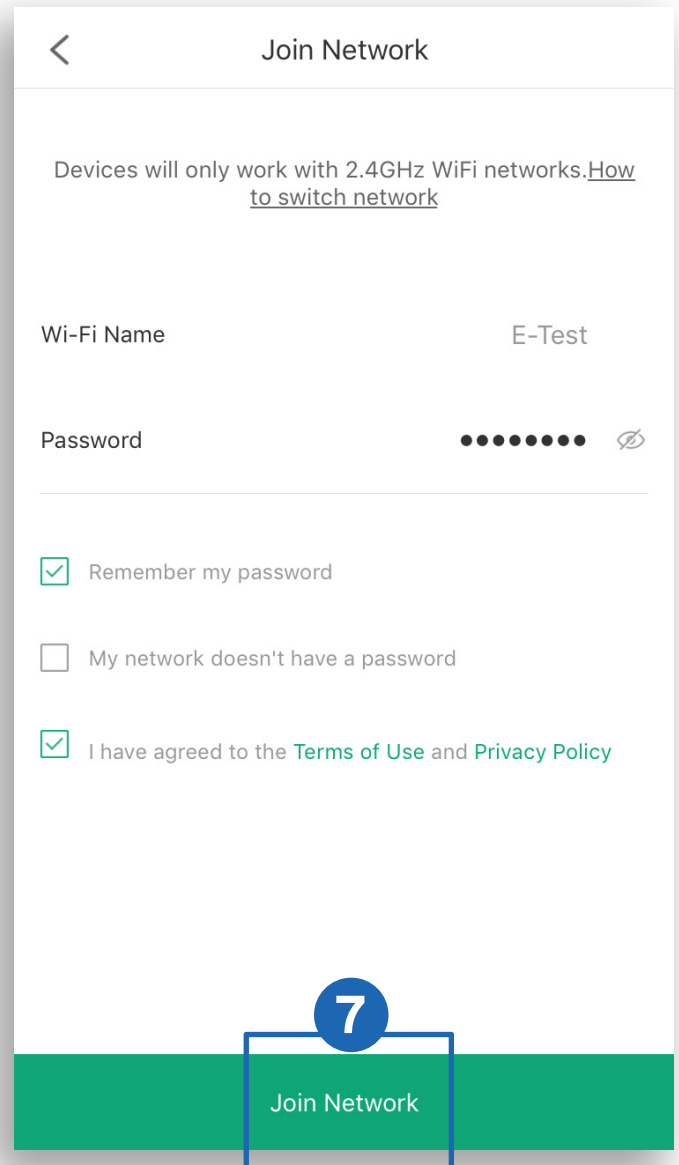 Join Network
Devices will only work with 2.4GHz WiFi networks.How
to switch network
Wi-Fi Name E-Test
Password ●●●●●●●●
Remember my password
My network doesn't have a password
I have agreed to the Terms of Use and Privacy Policy
7
Join Network